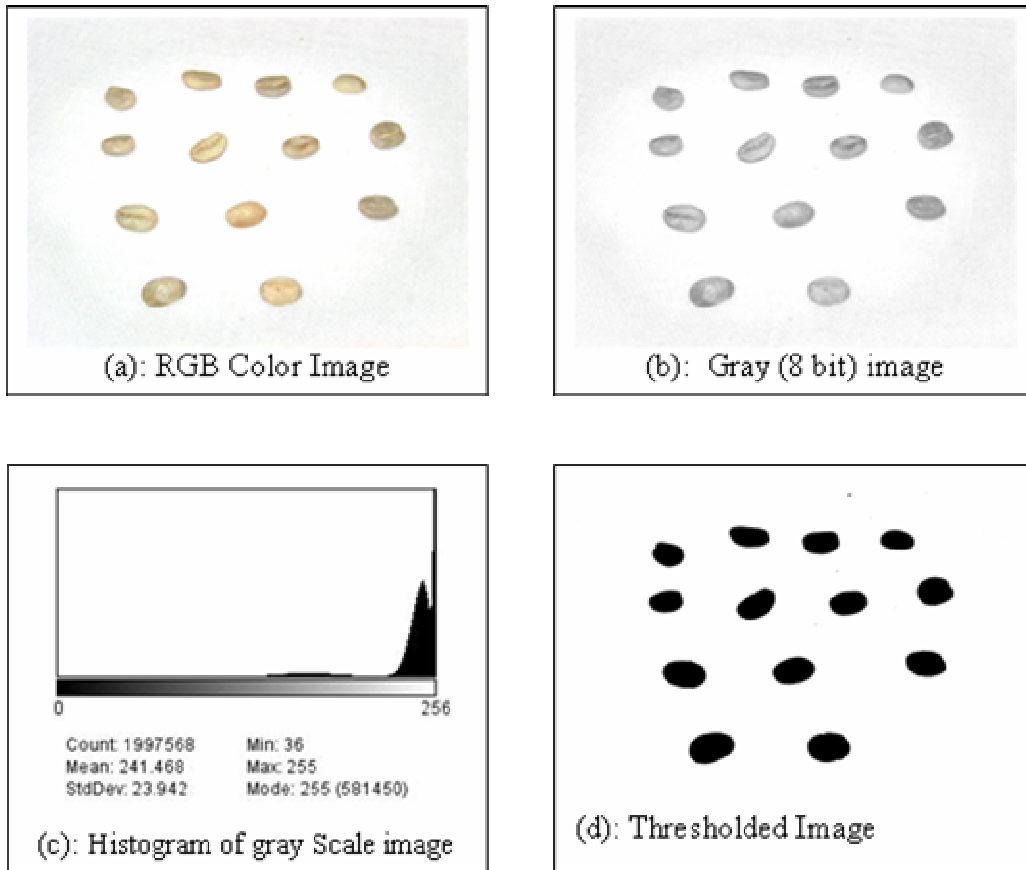 (a): RGB Color Image
(b): Gray (8 bit) image
0 256
Count: 1997568 Min: 36
Mean: 241.468 Max: 255
StdDev: 23.942 Mode: 255 (581450)
(c): Histogram of gray Scale image
(d): Thresholded Image